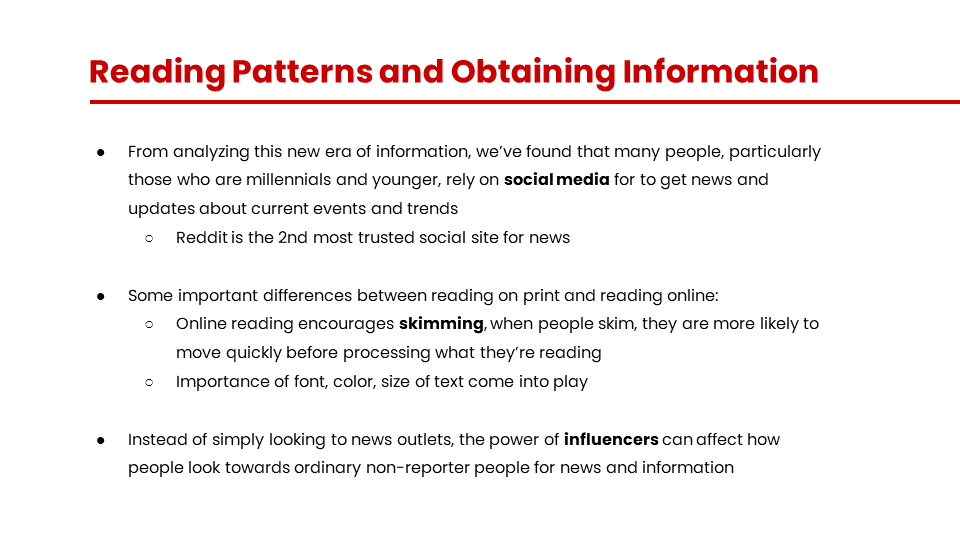 Reading Patterns and Obtaining Information
● From analyzing this new era of information, we’ve found that many people, particularly
those who are millennials and younger, rely on social media for to get news and
updates about current events and trends
○ Reddit is the 2nd most trusted social site for news
● Some important differences between reading on print and reading online:
○ Online reading encourages skimming, when people skim, they are more likely to
move quickly before processing what they’re reading
○ Importance of font, color, size of text come into play
● Instead of simply looking to news outlets, the power of influencers can affect how
people look towards ordinary non-reporter people for news and information